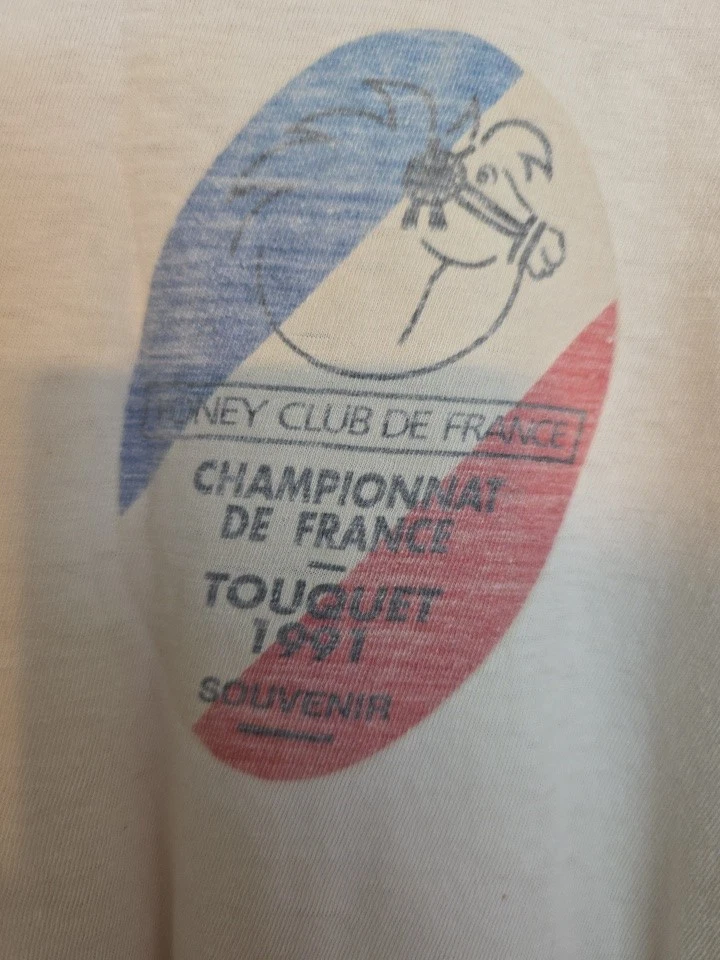 PONEY CLUB DE FRANCE
CHAMPIONNAT
DE FRANCE
—
TOUQUET
1991
SOUVENIR